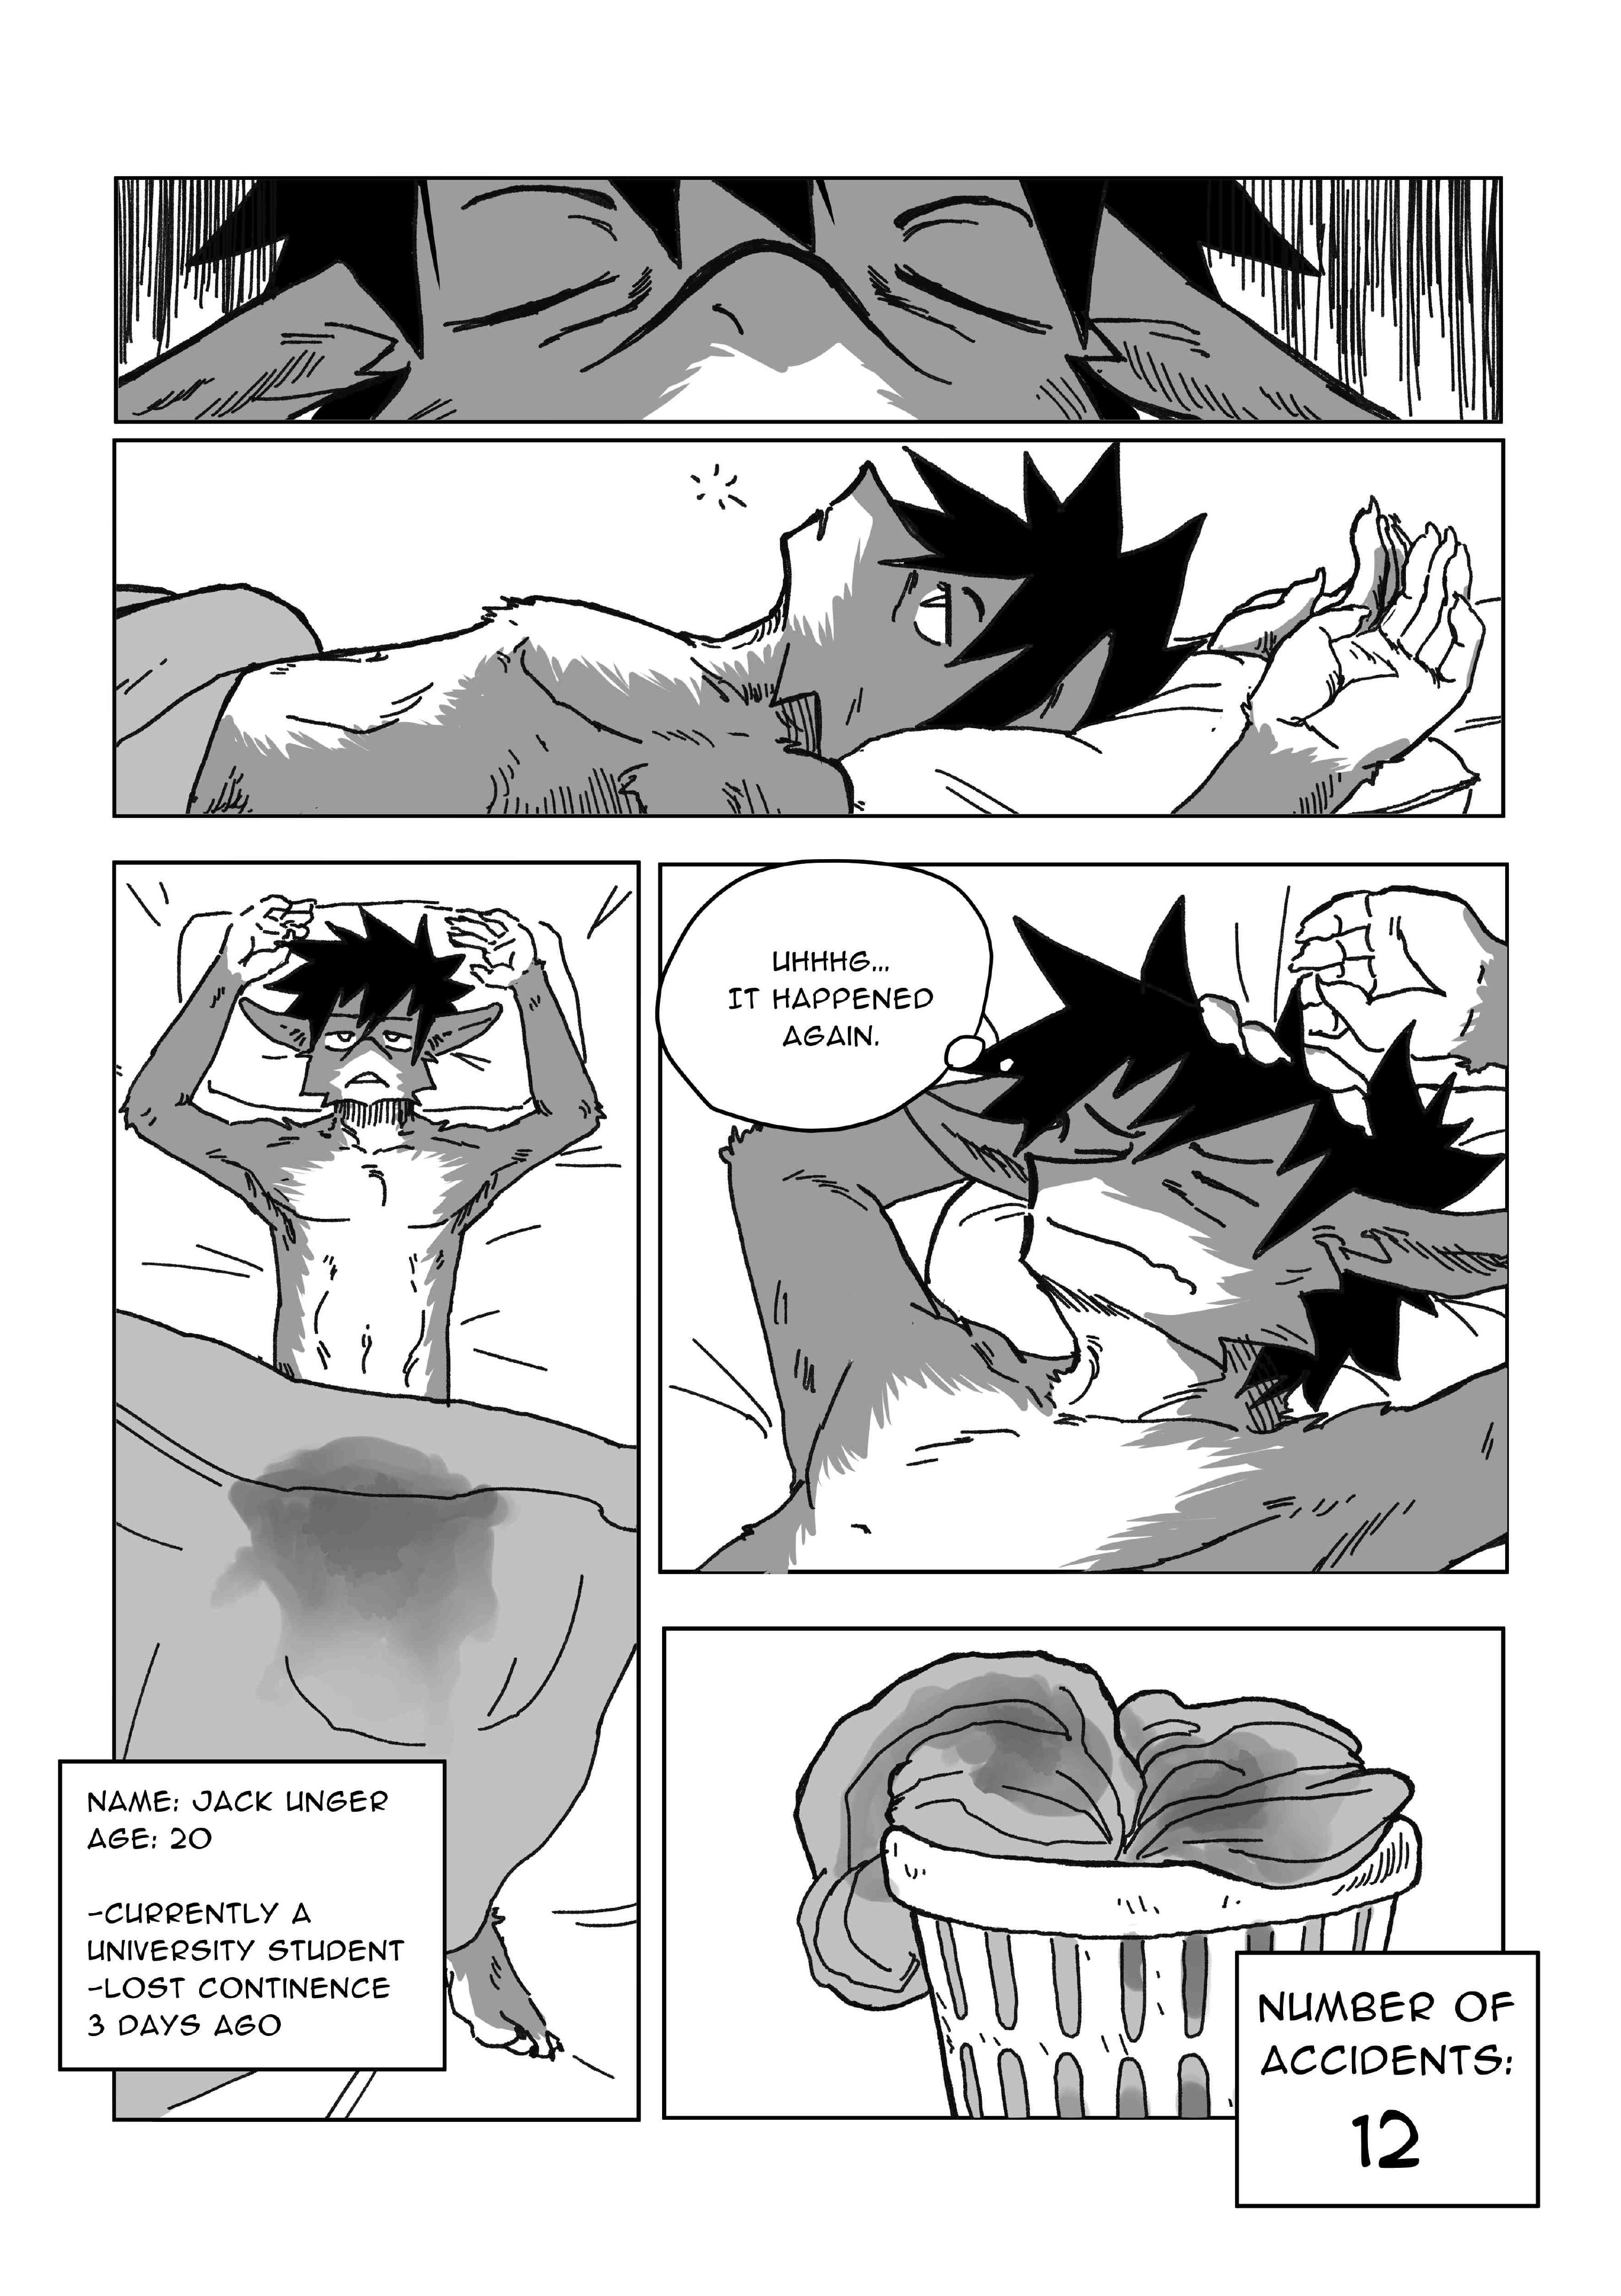 UHHHG...
IT HAPPENED
AGAIN.
NAME: JACK UNGER
AGE: 20
-CURRENTLY A
UNIVERSITY STUDENT
-LOST CONTINENCE
3 DAYS AGO
NUMBER OF
ACCIDENTS:
12